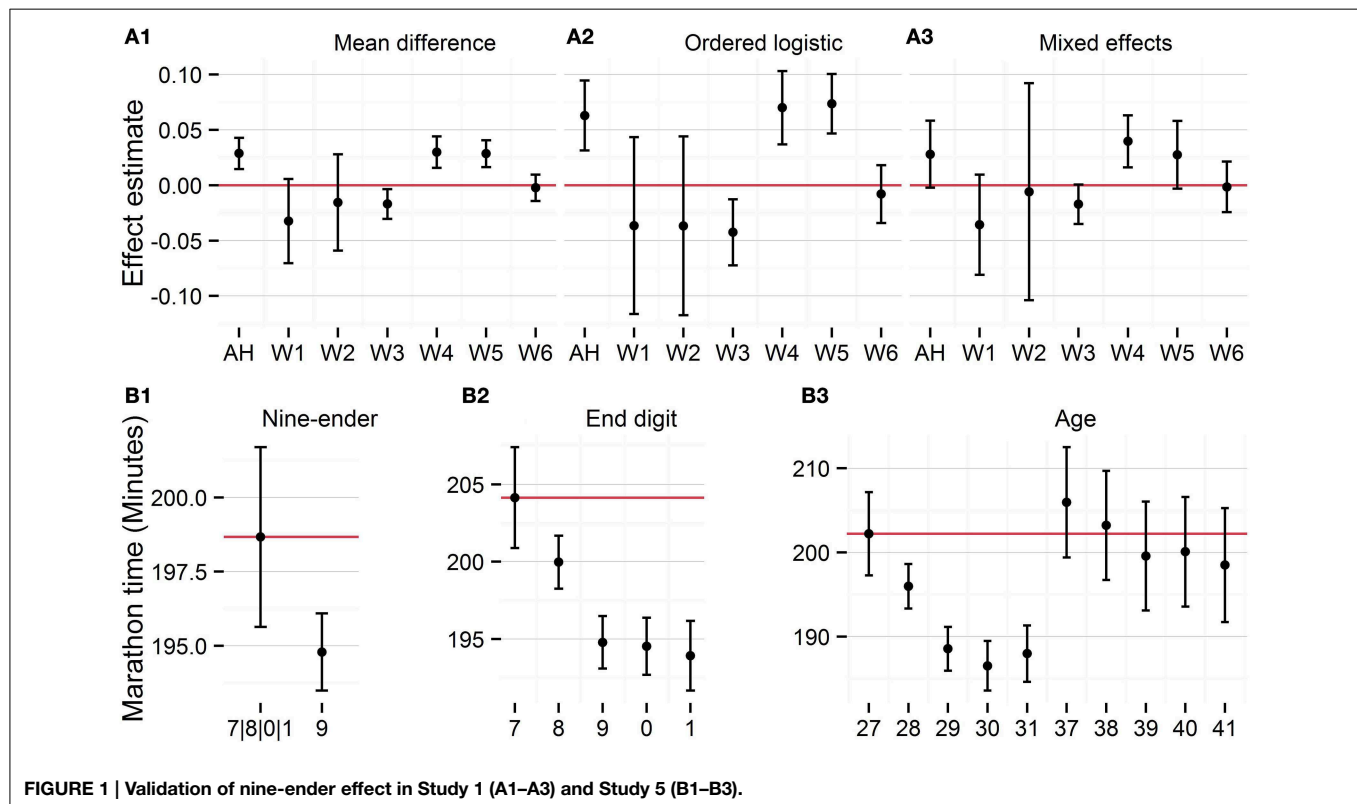 A1 Mean difference
A2 Ordered logistic
A3 Mixed effects
Effect estimate
0.10
0.05
0.00
-0.05
-0.10
AH W1 W2 W3 W4 W5 W6
AH W1 W2 W3 W4 W5 W6
AH W1 W2 W3 W4 W5 W6
B1
Nine-ender
Marathon time (Minutes)
200.0
197.5
195.0
7|8|0|1 9
B2
End digit
205
200
195
7 8 9 0 1
B3
Age
210
200
190
27 28 29 30 31 37 38 39 40 41
FIGURE 1 | Validation of nine-ender effect in Study 1 (A1–A3) and Study 5 (B1–B3).